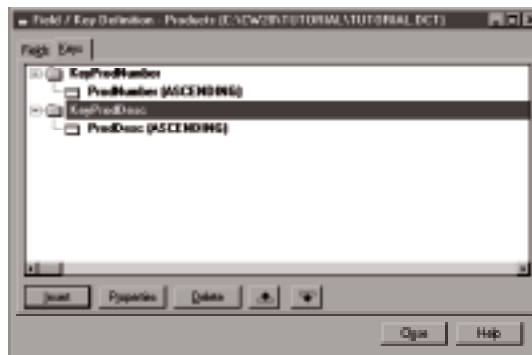 Field / Key Definition - Products (C:\CW20\TUTORIAL\TUTORIAL.DCT)
Fields Keys
KeyProdNumber
ProdNumber (ASCENDING)
KeyProdDesc
ProdDesc (ASCENDING)
Insert Properties Delete
Close Help